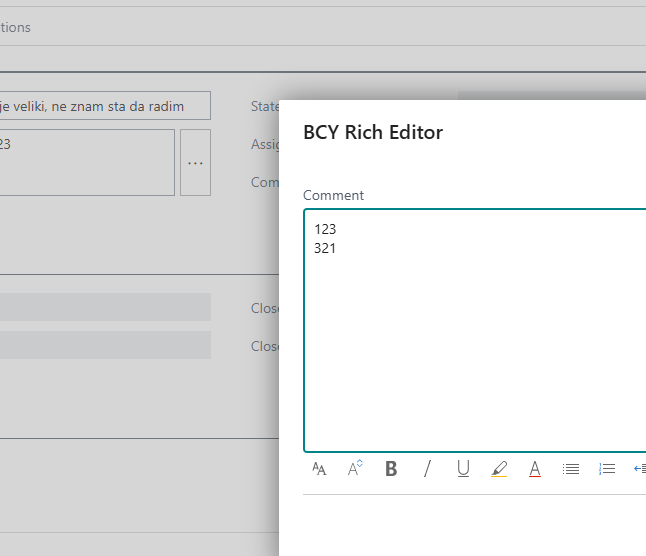 tions
je veliki, ne znam sta da radim
State
23
...
Assig
Com
Close
Close
BCY Rich Editor
Comment
123
321